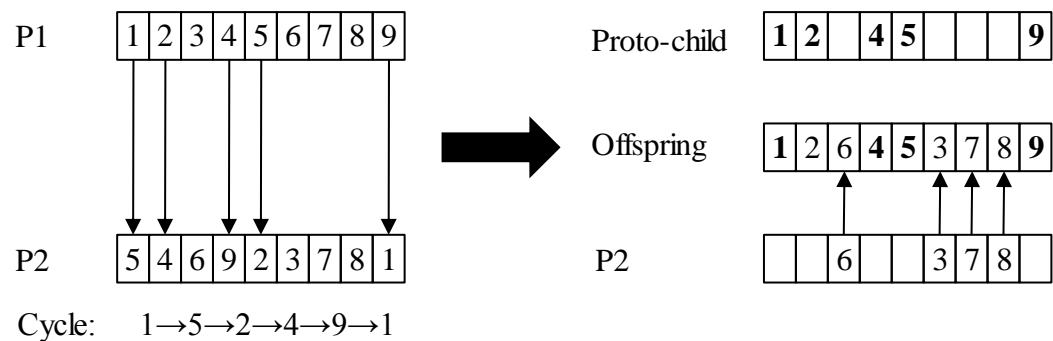 P1 1 2 3 4 5 6 7 8 9
P2 5 4 6 9 2 3 7 8 1
Cycle: 1→5→2→4→9→1
Proto-child 1 2 4 5 9
Offspring 1 2 6 4 5 3 7 8 9
P2 6 3 7 8